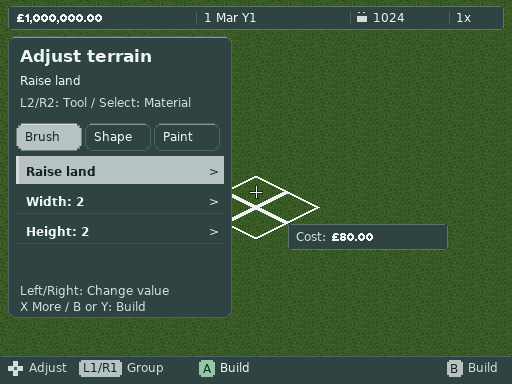 £1,000,000.00 1 Mar Y1 1024 1x
Adjust terrain
Raise land
L2/R2: Tool / Select: Material
Brush Shape Paint
Raise land >
Width: 2 >
Height: 2 >
Cost: £80.00
Left/Right: Change value
X More / B or Y: Build
Adjust L1/R1 Group A Build B Build